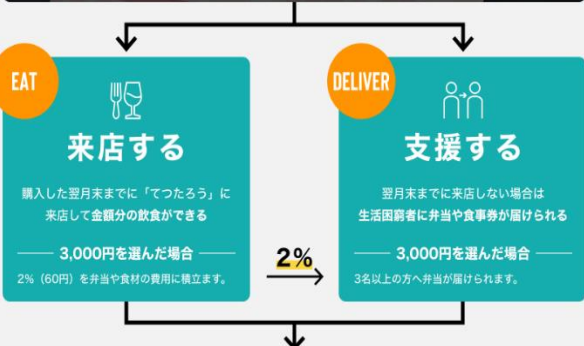 EAT
来店する
購入した翌月末までに「てつたろう」に
来店して金額分の飲食ができる
3,000円を選んだ場合
2%（60円）を弁当や食材の費用に積立ます。
2%
DELIVER
支援する
翌月末までに来店しない場合は
生活困窮者に弁当や食事券が届けられる
3,000円を選んだ場合
3名以上の方へ弁当が届けられます。